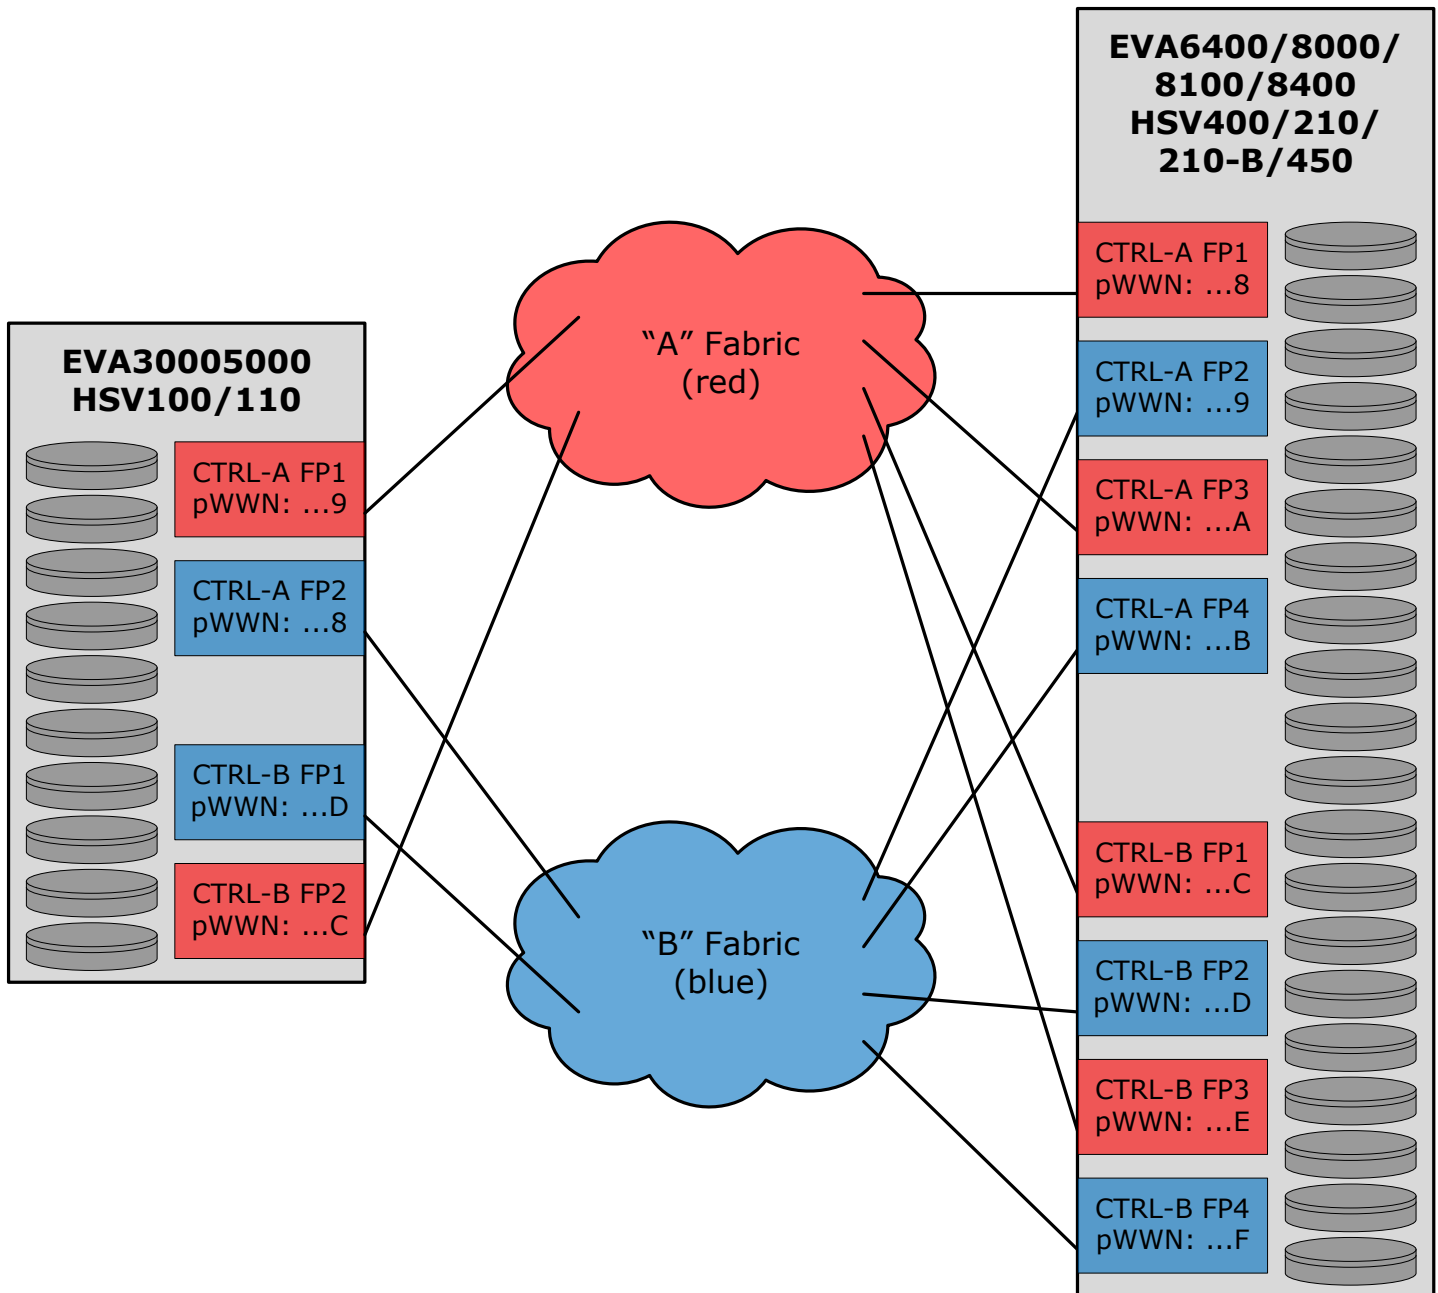 EVA30005000
HSV100/110
CTRL-A FP1
pWWN: ...9
CTRL-A FP2
pWWN: ...8
CTRL-B FP1
pWWN: ...D
CTRL-B FP2
pWWN: ...C
“A” Fabric
(red)
“B” Fabric
(blue)
EVA6400/8000/
8100/8400
HSV400/210/
210-B/450
CTRL-A FP1
pWWN: ...8
CTRL-A FP2
pWWN: ...9
CTRL-A FP3
pWWN: ...A
CTRL-A FP4
pWWN: ...B
CTRL-B FP1
pWWN: ...C
CTRL-B FP2
pWWN: ...D
CTRL-B FP3
pWWN: ...E
CTRL-B FP4
pWWN: ...F